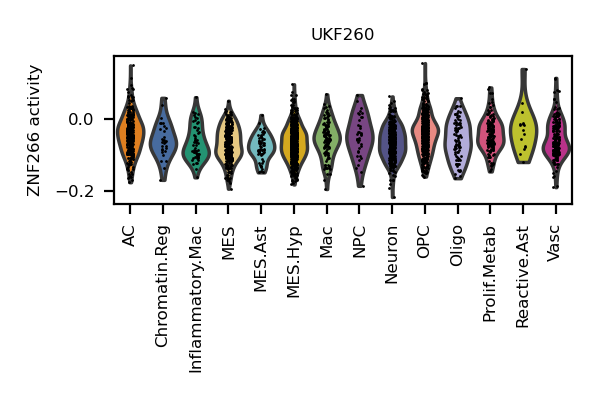 UKF260
ZNF266 activity
0.0
−0.2
AC
Chromatin.Reg
Inflammatory.Mac
MES
MES.Ast
MES.Hyp
Mac
NPC
Neuron
OPC
Oligo
Prolif.Metab
Reactive.Ast
Vasc